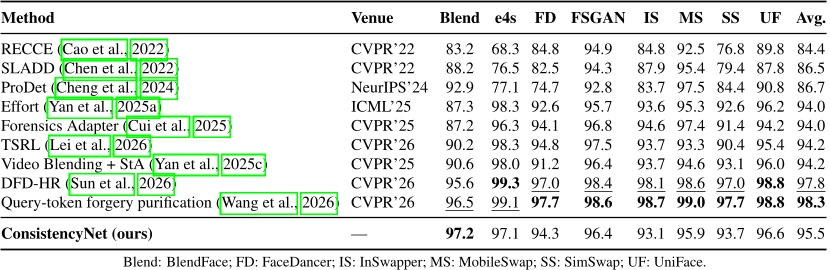 Method Venue Blend e4s FD FSGAN IS MS SS UF Avg.
RECCE (Cao et al., 2022) CVPR'22 83.2 68.3 84.8 94.9 84.8 92.5 76.8 89.8 84.4
SLADD (Chen et al., 2022) CVPR'22 88.2 76.5 82.5 94.3 87.9 95.4 79.4 87.8 86.5
ProDet (Cheng et al., 2024) NeurIPS'24 92.9 77.1 74.7 92.8 83.7 97.5 84.4 90.8 86.7
Effort (Yan et al., 2025a) ICML'25 87.3 98.3 92.6 95.7 93.6 95.3 92.6 96.2 94.0
Forensics Adapter (Cui et al., 2025) CVPR'25 87.2 96.3 94.1 96.8 94.6 97.4 91.4 94.2 94.0
TSRL (Lei et al., 2026) CVPR'26 90.2 98.3 94.8 97.5 93.7 93.3 90.4 95.4 94.2
Video Blending + StA (Yan et al., 2025c) CVPR'25 90.6 98.0 91.2 96.4 93.7 94.6 93.1 96.0 94.2
DFD-HR (Sun et al., 2026) CVPR'26 95.6 99.3 97.0 98.4 98.1 98.6 97.0 98.8 97.8
Query-token forgery purification (Wang et al., 2026) CVPR'26 96.5 99.1 97.7 98.6 98.7 99.0 97.7 98.8 98.3
ConsistencyNet (ours) — 97.2 97.1 94.3 96.4 93.1 95.9 93.7 96.6 95.5
Blend: BlendFace; FD: FaceDancer; IS: InSwapper; MS: MobileSwap; SS: SimSwap; UF: UniFace.